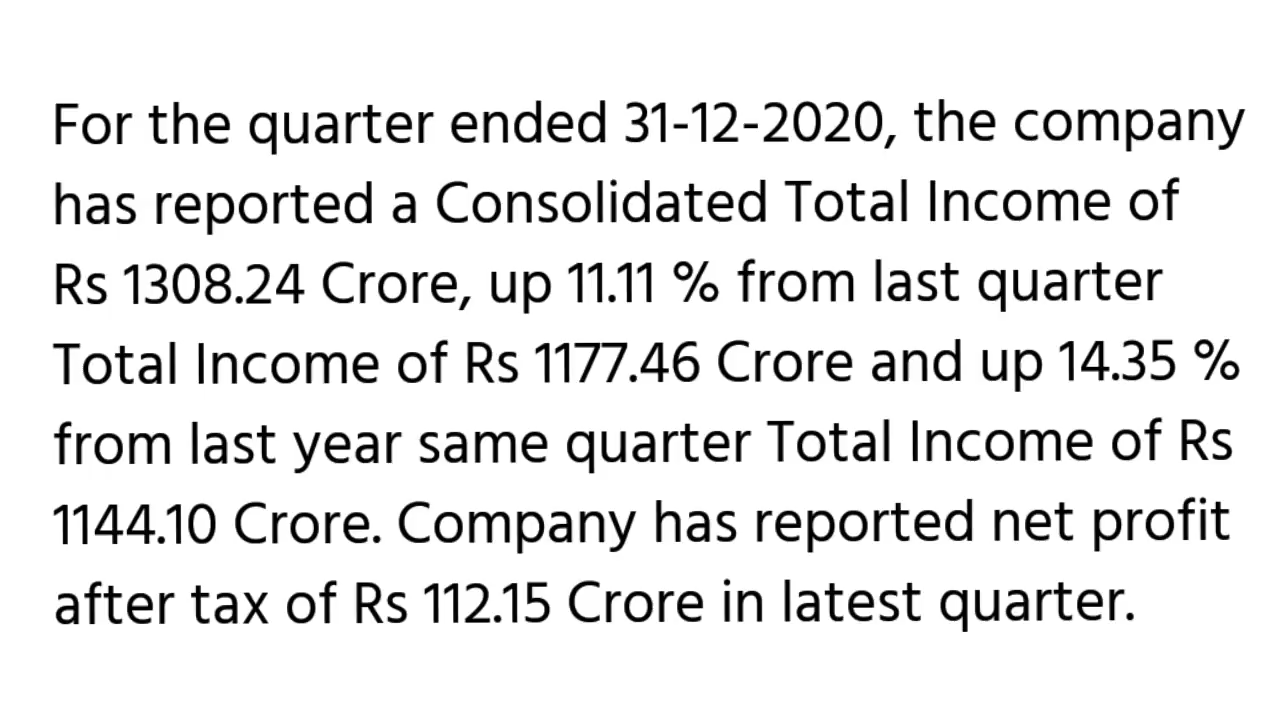 For the quarter ended 31-12-2020, the company
has reported a Consolidated Total Income of
Rs 1308.24 Crore, up 11.11 % from last quarter
Total Income of Rs 1177.46 Crore and up 14.35 %
from last year same quarter Total Income of Rs
1144.10 Crore. Company has reported net profit
after tax of Rs 112.15 Crore in latest quarter.